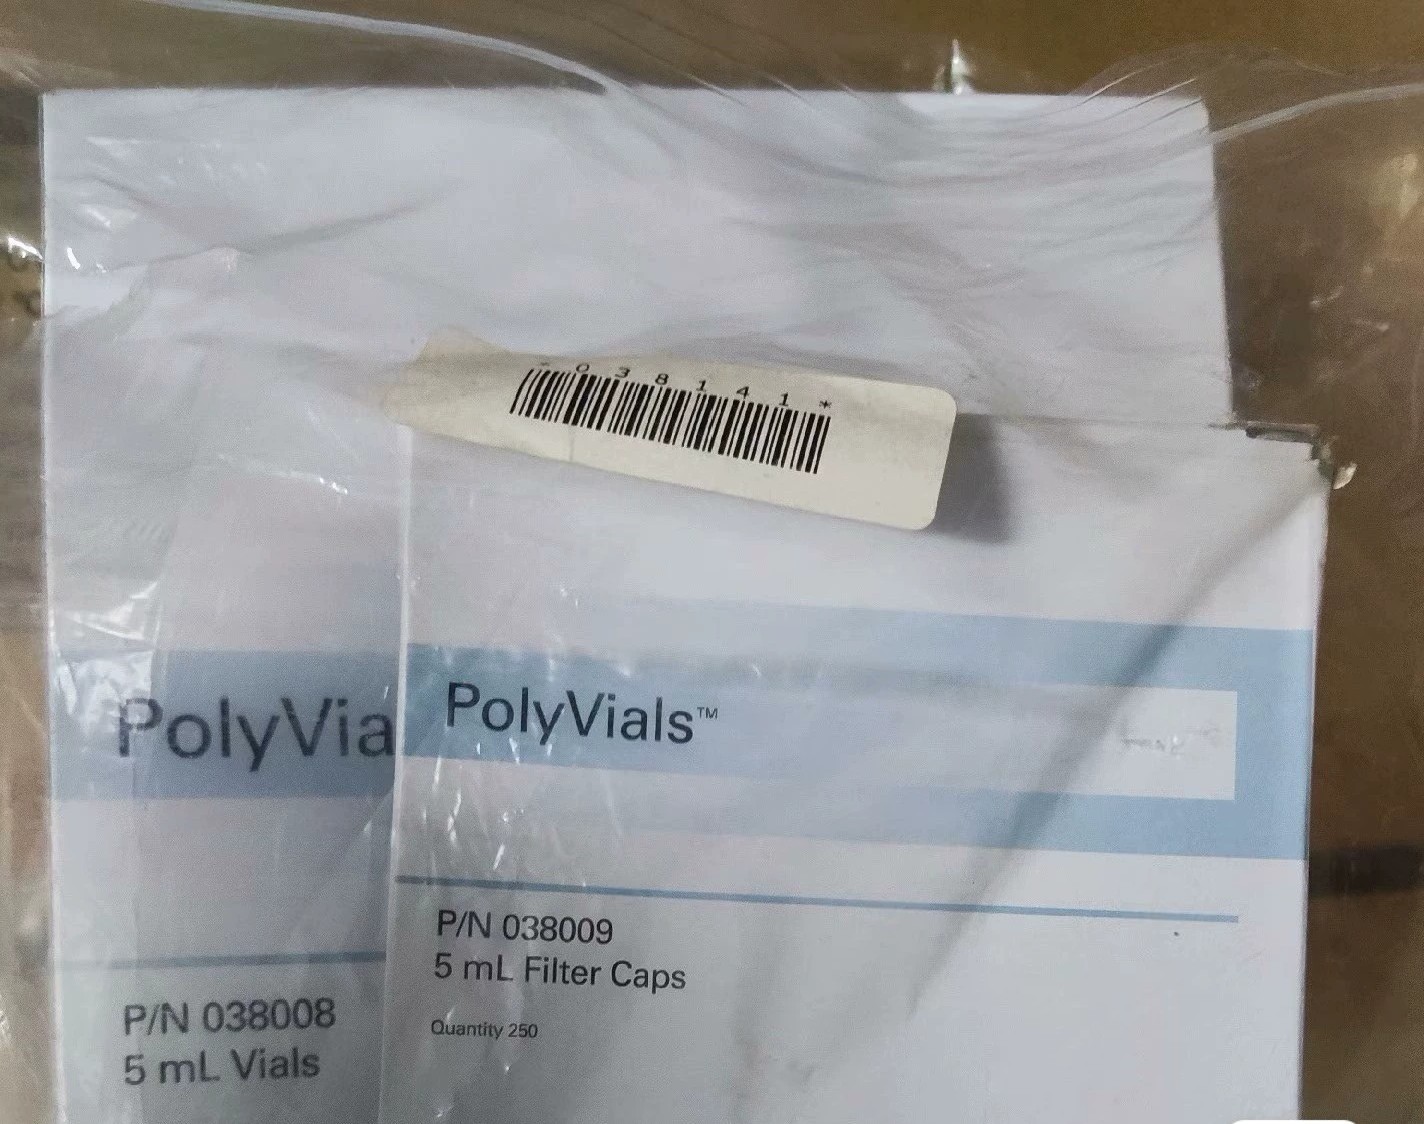 038141*
PolyVia
P/N 038008
5 mL Vials
PolyVials™
P/N 038009
5 mL Filter Caps
Quantity 250